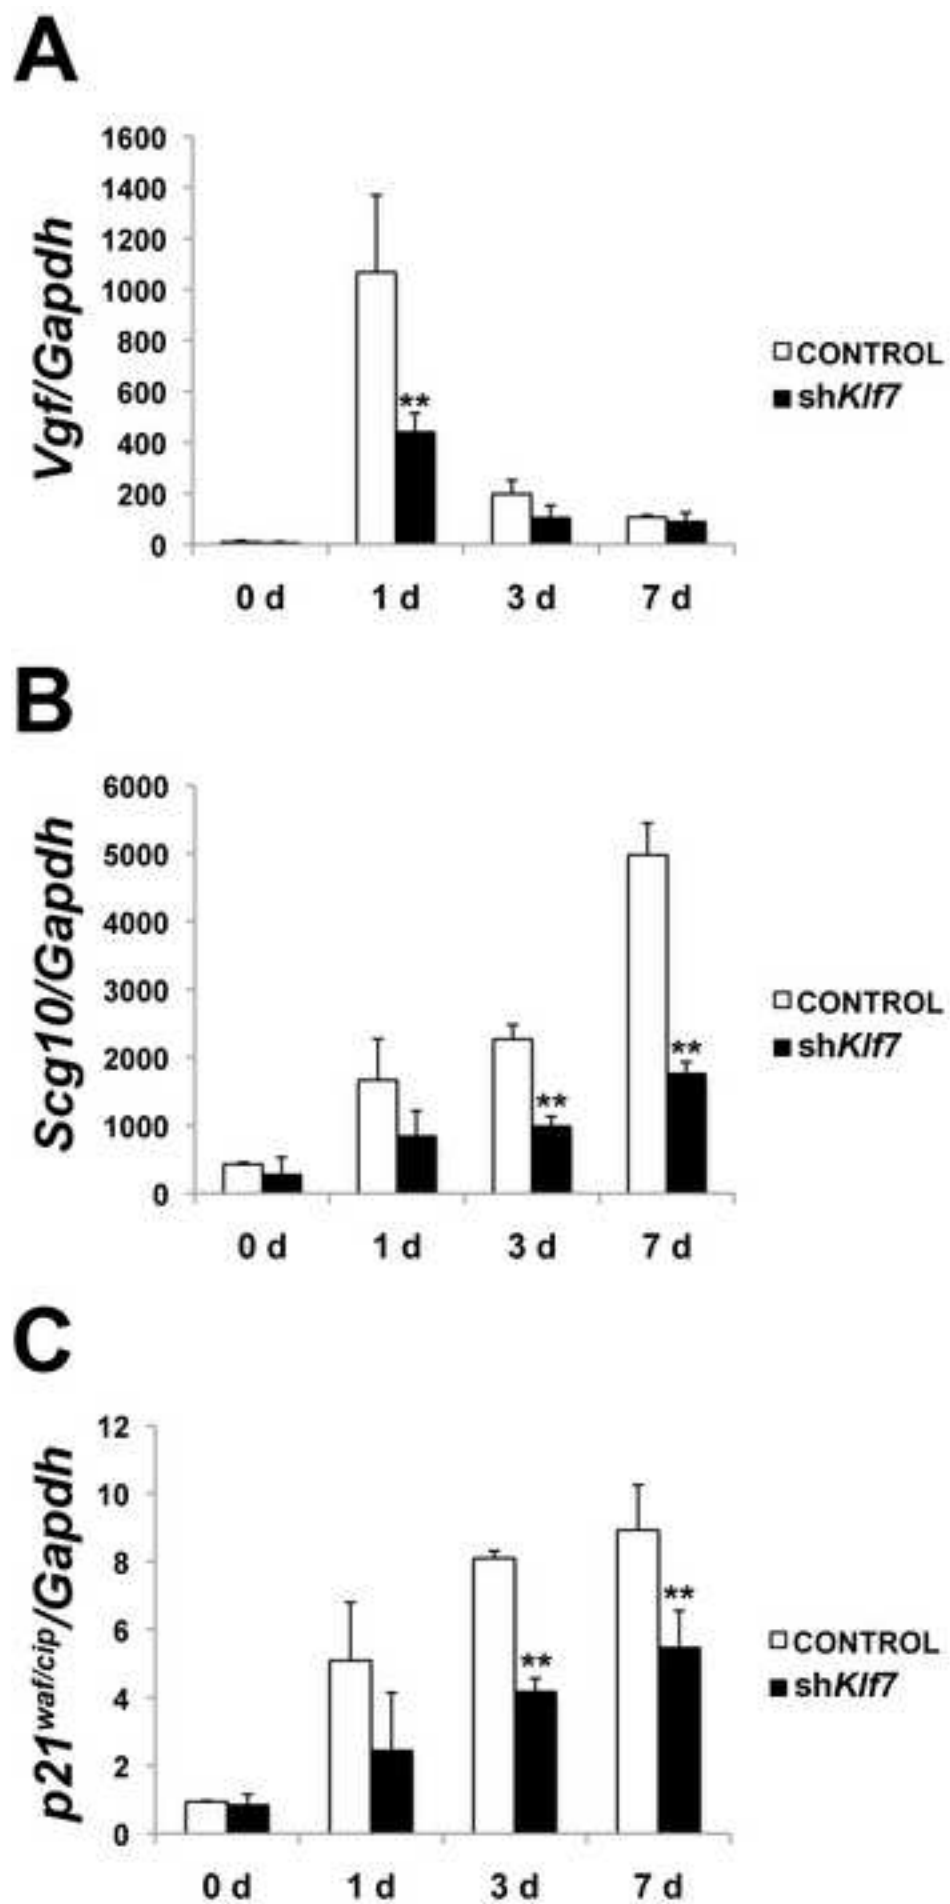 A
1600
1400
1200
1000
800
600
400
200
0
Vgf/Gapdh
**
0 d 1 d 3 d 7 d
CONTROL
shKlf7
B
6000
5000
4000
3000
2000
1000
0
Scg10/Gapdh
**
**
0 d 1 d 3 d 7 d
CONTROL
shKlf7
C
12
10
8
6
4
2
0
p21waf/cip/Gapdh
**
**
0 d 1 d 3 d 7 d
CONTROL
shKlf7